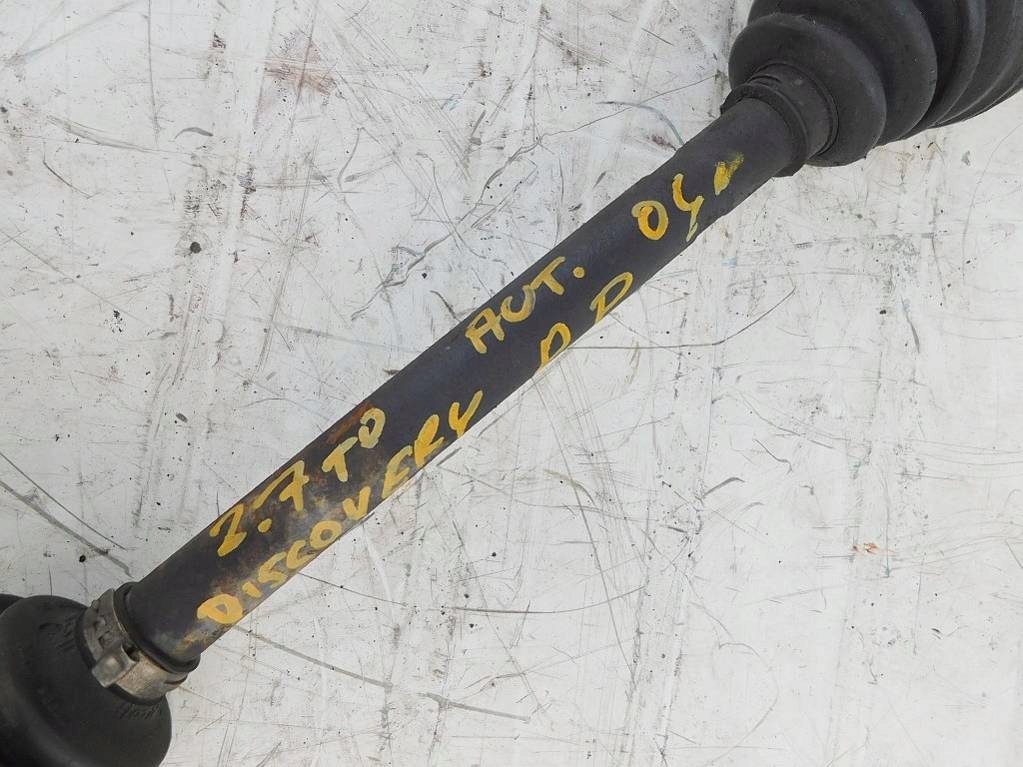 2.7 TD AUT. 04
DISCOVERY D D